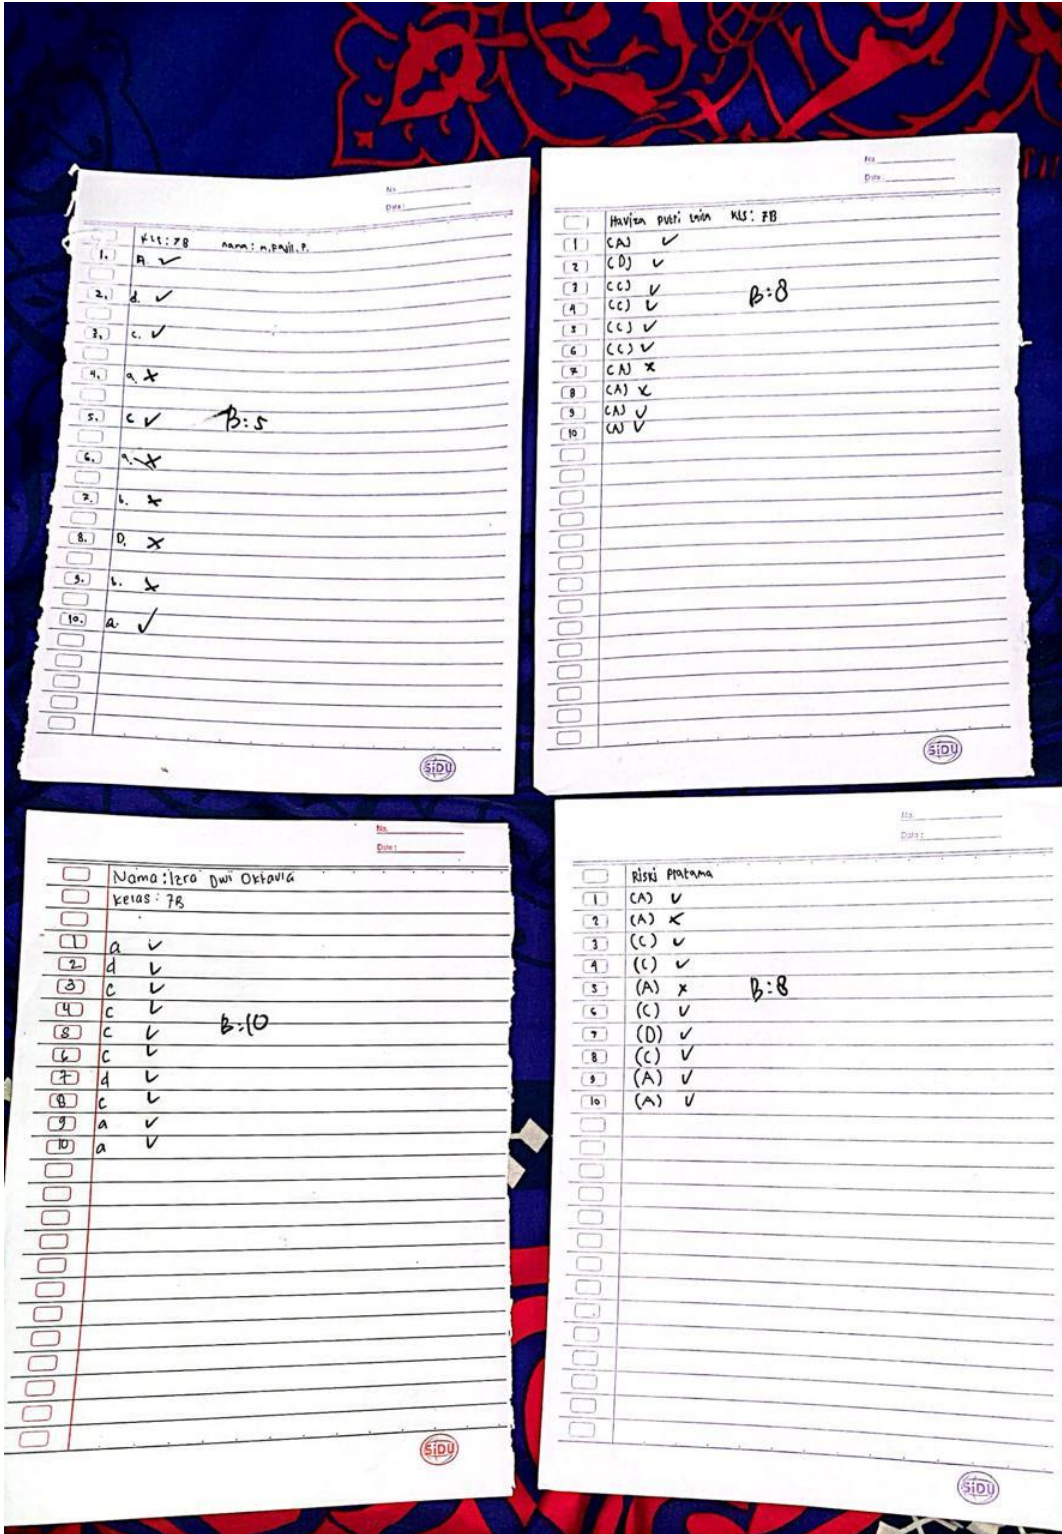 No
Date:
KLS: 7B nama: M. Fajil. P.
1. A. ✓
2. d. ✓
3. c. ✓
4. a. x
5. c ✓ B:5
6. a. x
7. b. x
8. D. x
9. b. x
10. a. ✓
SiDU
No
Date:
Haviza putri KLS: 7B
1 (A) ✓
2 (D) ✓
3 (C) ✓ B:8
4 (C) ✓
5 (C) ✓
6 (C) ✓
7 (A) x
8 (A) x
9 (A) ✓
10 (A) ✓
SiDU
No
Date:
Nama: Izra Dwi Oktavia
Kelas: 7B
1 a ✓
2 d ✓
3 c ✓
4 c ✓
5 c ✓ B:10
6 c ✓
7 d ✓
8 c ✓
9 a ✓
10 a ✓
SiDU
No
Date:
Riski Pratama
1 (A) ✓
2 (A) x
3 (C) ✓
4 (C) ✓
5 (A) x B:8
6 (C) ✓
7 (D) ✓
8 (C) ✓
9 (A) ✓
10 (A) ✓
SiDU